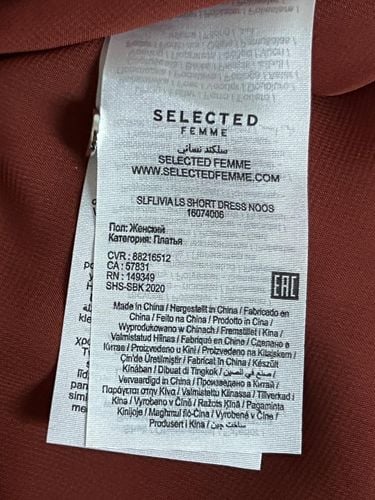 SELECTED
FEMME
سلكتد نسائي
SELECTED FEMME
WWW.SELECTEDFEMME.COM
SLFLIVIA LS SHORT DRESS NOOS
16074006
Пол: Женский
Категория: Платья
CVR : 88216512
CA : 57831
RN : 149349
SHS-SBK 2020
EAC
Made in China / Hergestellt in China / Fabricado en
China / Feito na China / Prodotto in Cina /
Wyprodukowano w Chinach / Fremstillet i Kina /
Valmistatud Hiinas / Fabriqué en Chine / Сделано в
Китае / Proizvedeno u Kini / Proizvedeno na Kitajskem /
Çin'de Üretilmiştir / Fabricat în China / Készült
Kínában / Dibuat di Tiongkok / صنع في الصين /
Vervaardigd in China / Произведено в Китай /
Παράγεται στην Κίνα / Valmistettu Kiinassa / Tillverkad i
Kina / Vyrobeno v Číně / Ražots Ķīnā / Pagaminta
Kinijoje / Maghmul fiċ-Ċina / Vyrobené v Číne /
Produsert i Kina / ساخت چین